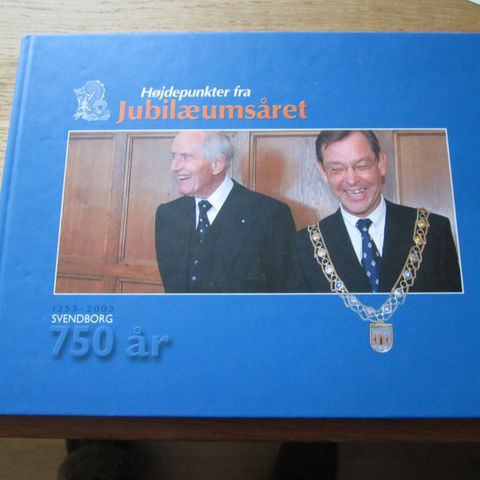 Højdepunkter fra
Jubilæumsåret
1253-2003
SVENDBORG
750 år